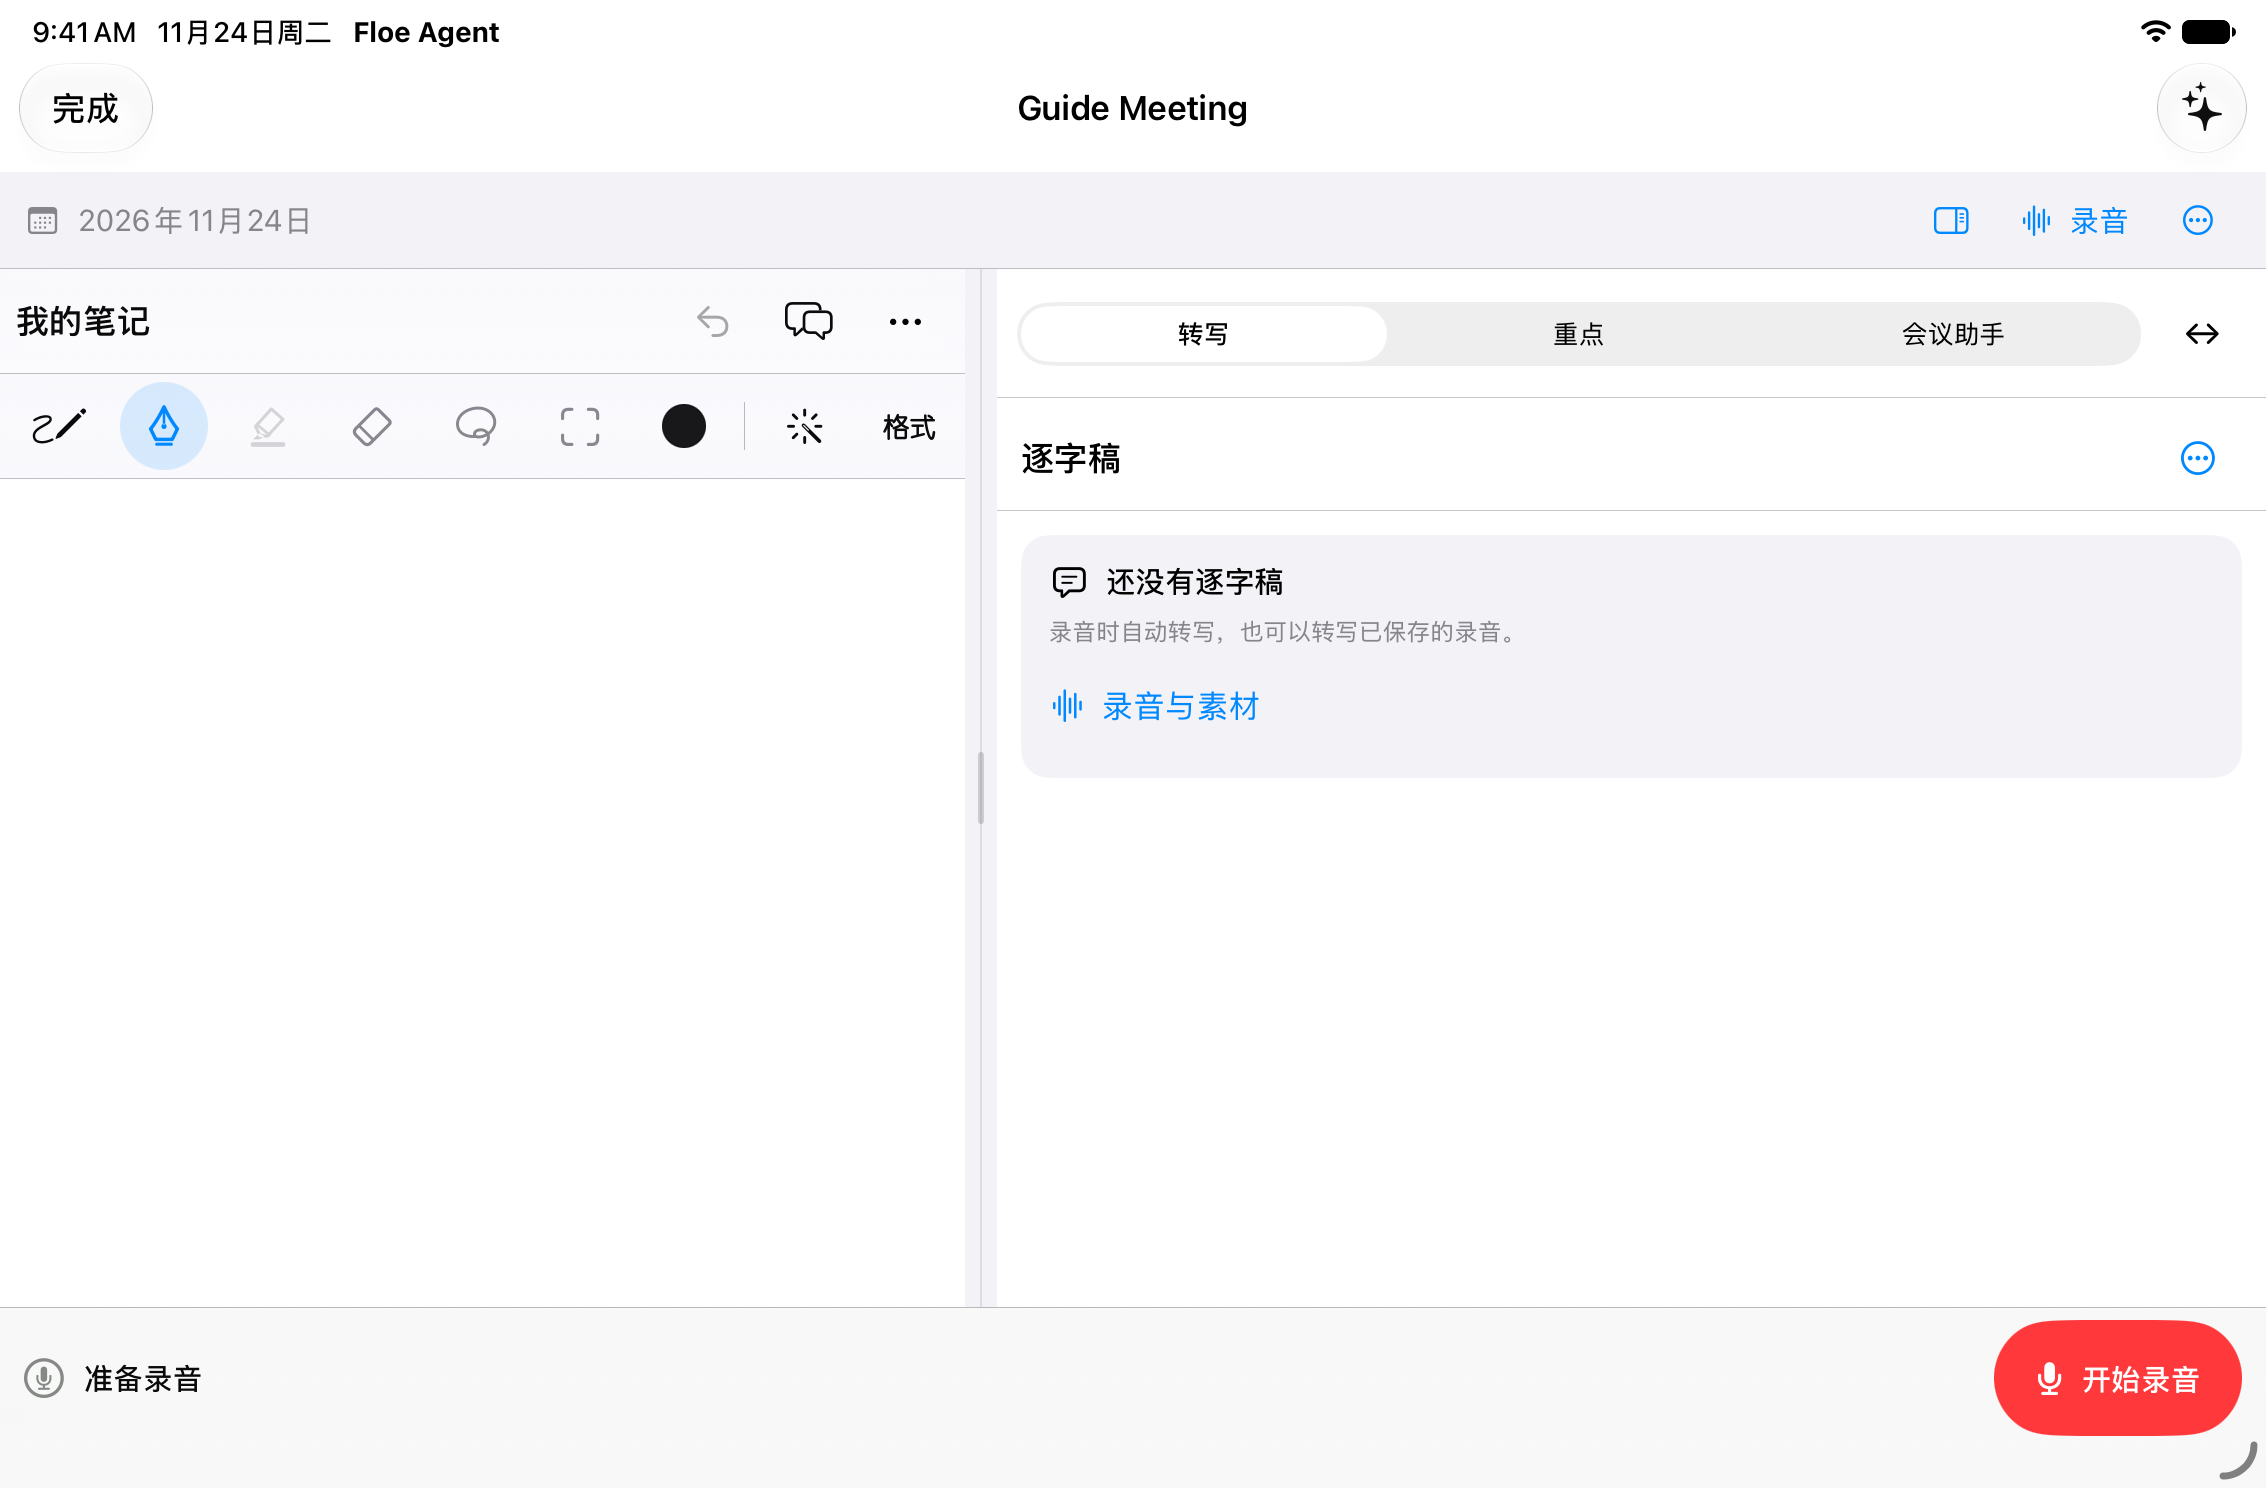 9:41 AM 11月24日周二 Floe Agent
完成
Guide Meeting
2026年11月24日
录音
我的笔记
格式
转写
重点
会议助手
逐字稿
还没有逐字稿
录音时自动转写，也可以转写已保存的录音。
录音与素材
准备录音
开始录音